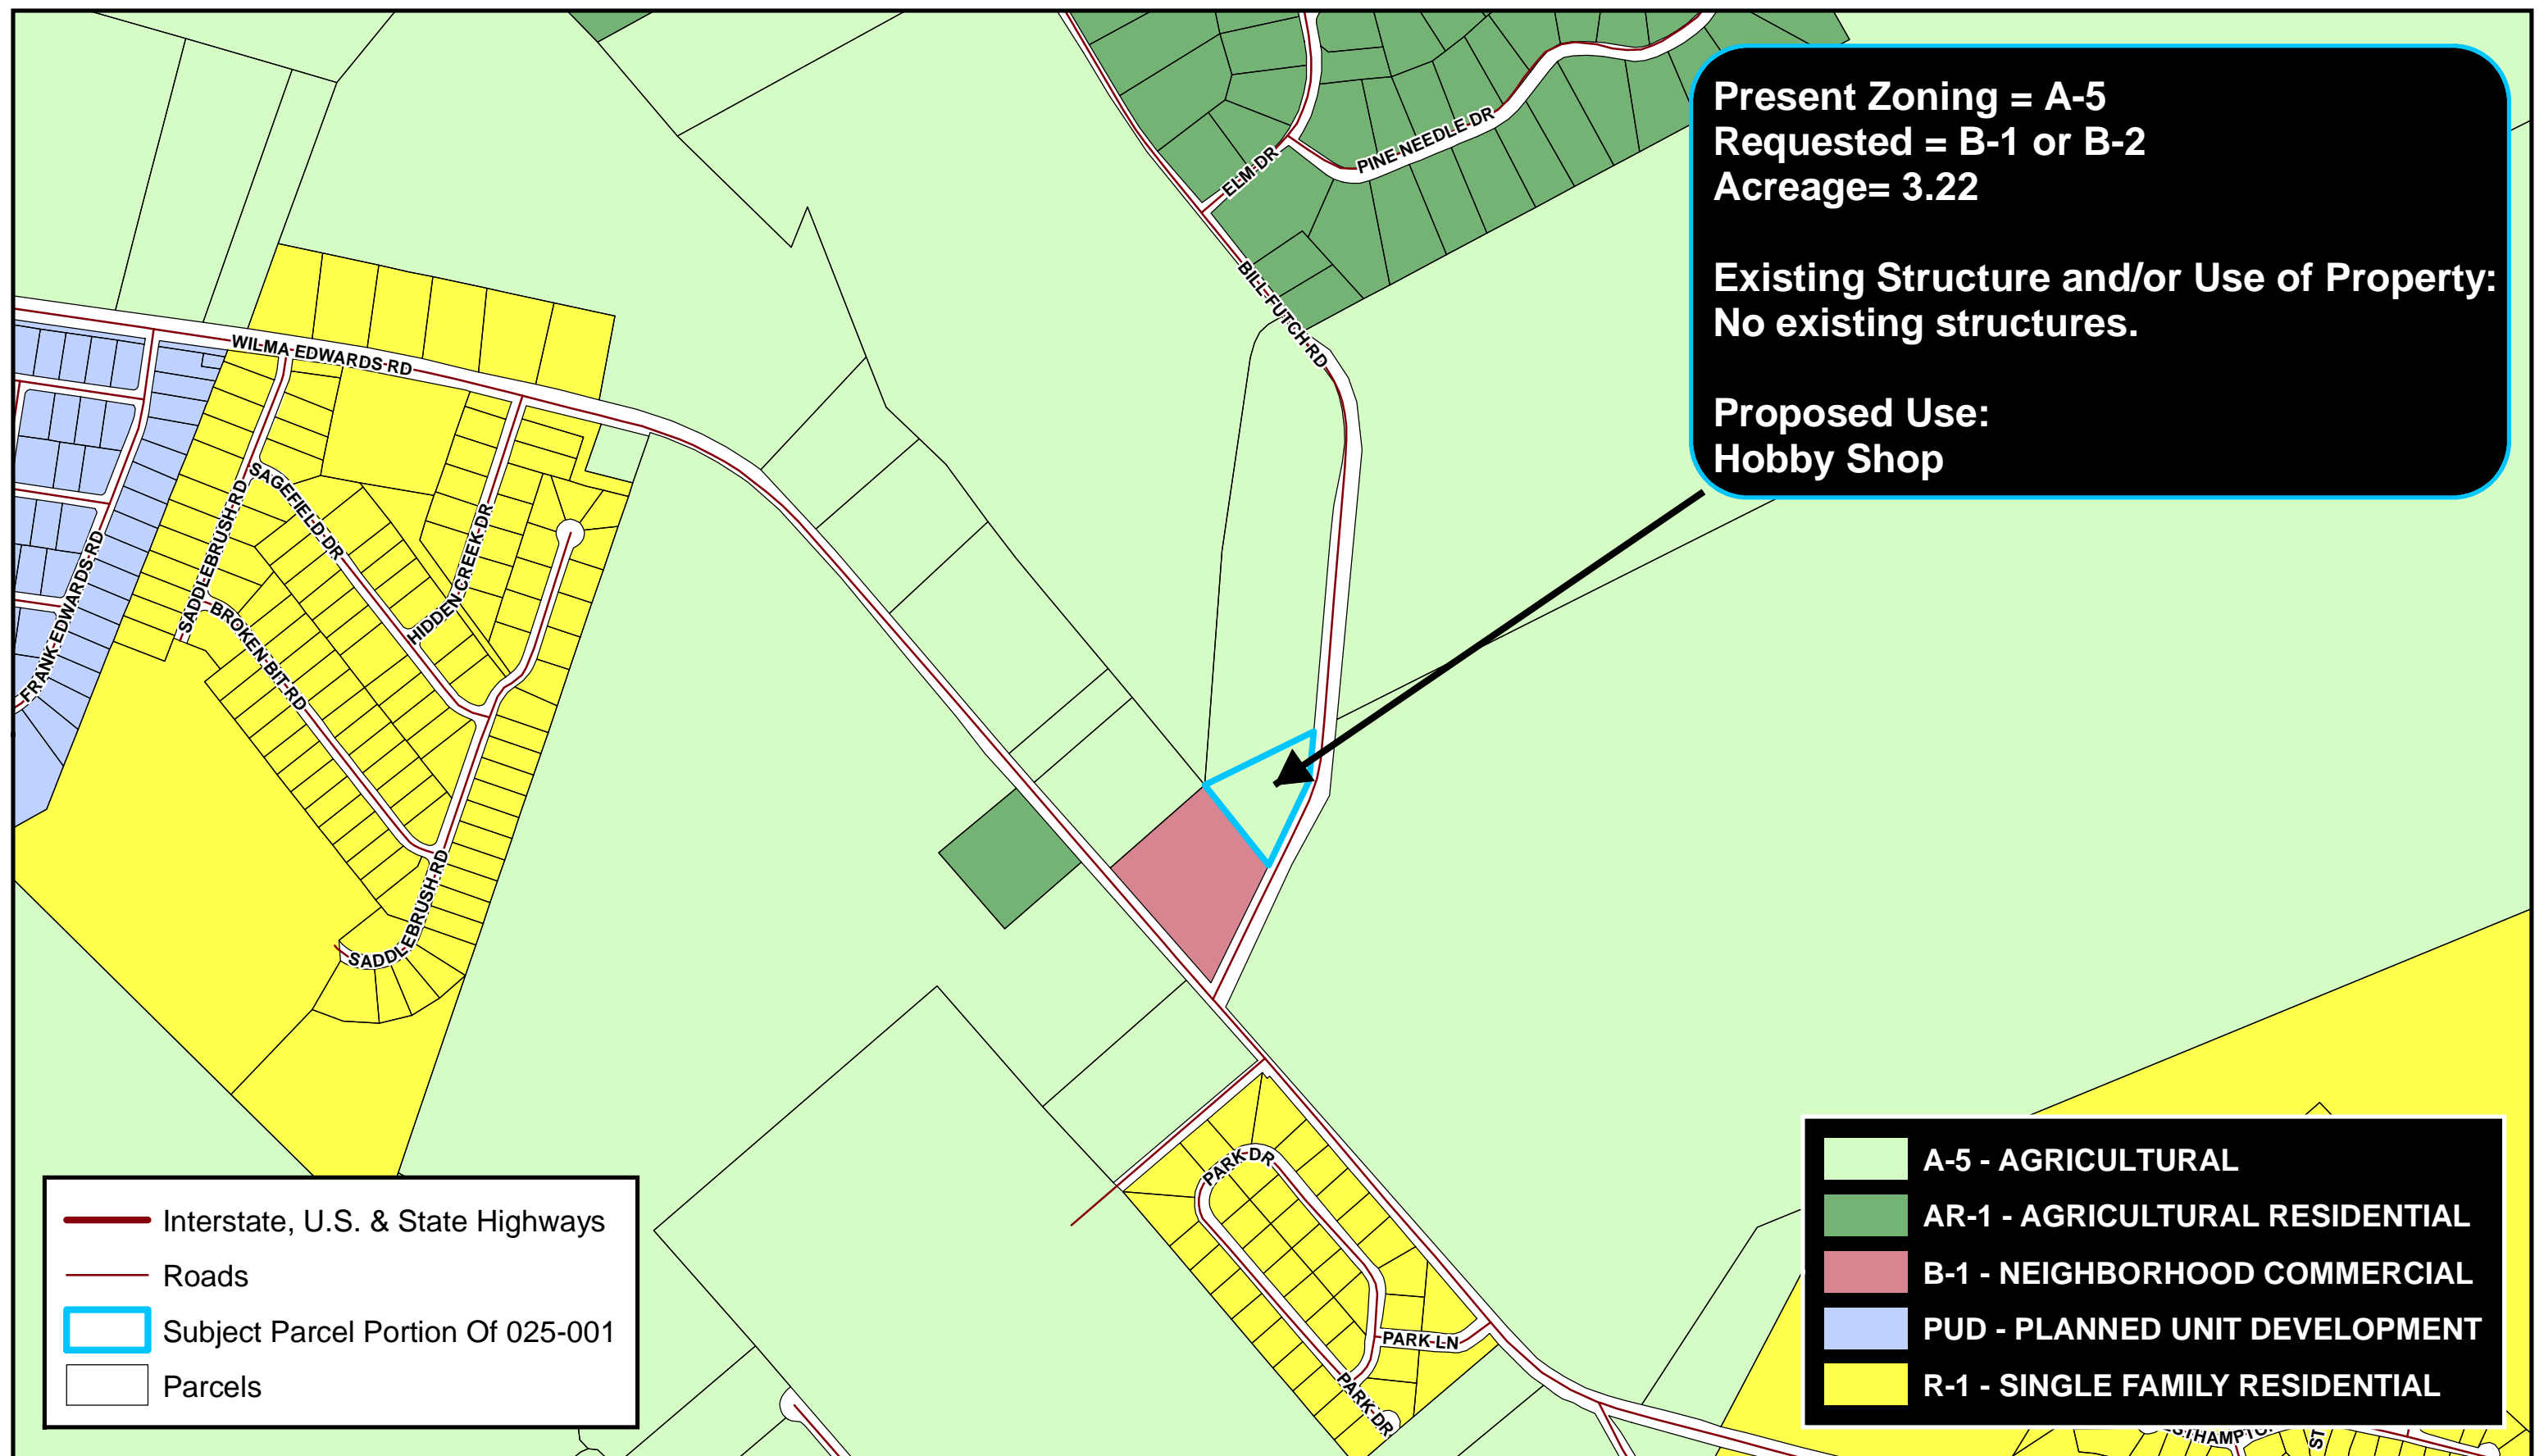 Present Zoning = A-5
Requested = B-1 or B-2
Acreage= 3.22
Existing Structure and/or Use of Property:
No existing structures.
Proposed Use:
Hobby Shop
PINE NEEDLE DR
ELM DR
BILL FUTCH RD
WILMA EDWARDS RD
SAGEFIELD DR
SADDLEBRUSH RD
HIDDEN CREEK DR
FRANK EDWARDS RD
BROKEN BIT RD
SADDLEBRUSH RD
PARK DR
PARK LN
PARK DR
Interstate, U.S. & State Highways
Roads
Subject Parcel Portion Of 025-001
Parcels
A-5 - AGRICULTURAL
AR-1 - AGRICULTURAL RESIDENTIAL
B-1 - NEIGHBORHOOD COMMERCIAL
PUD - PLANNED UNIT DEVELOPMENT
R-1 - SINGLE FAMILY RESIDENTIAL